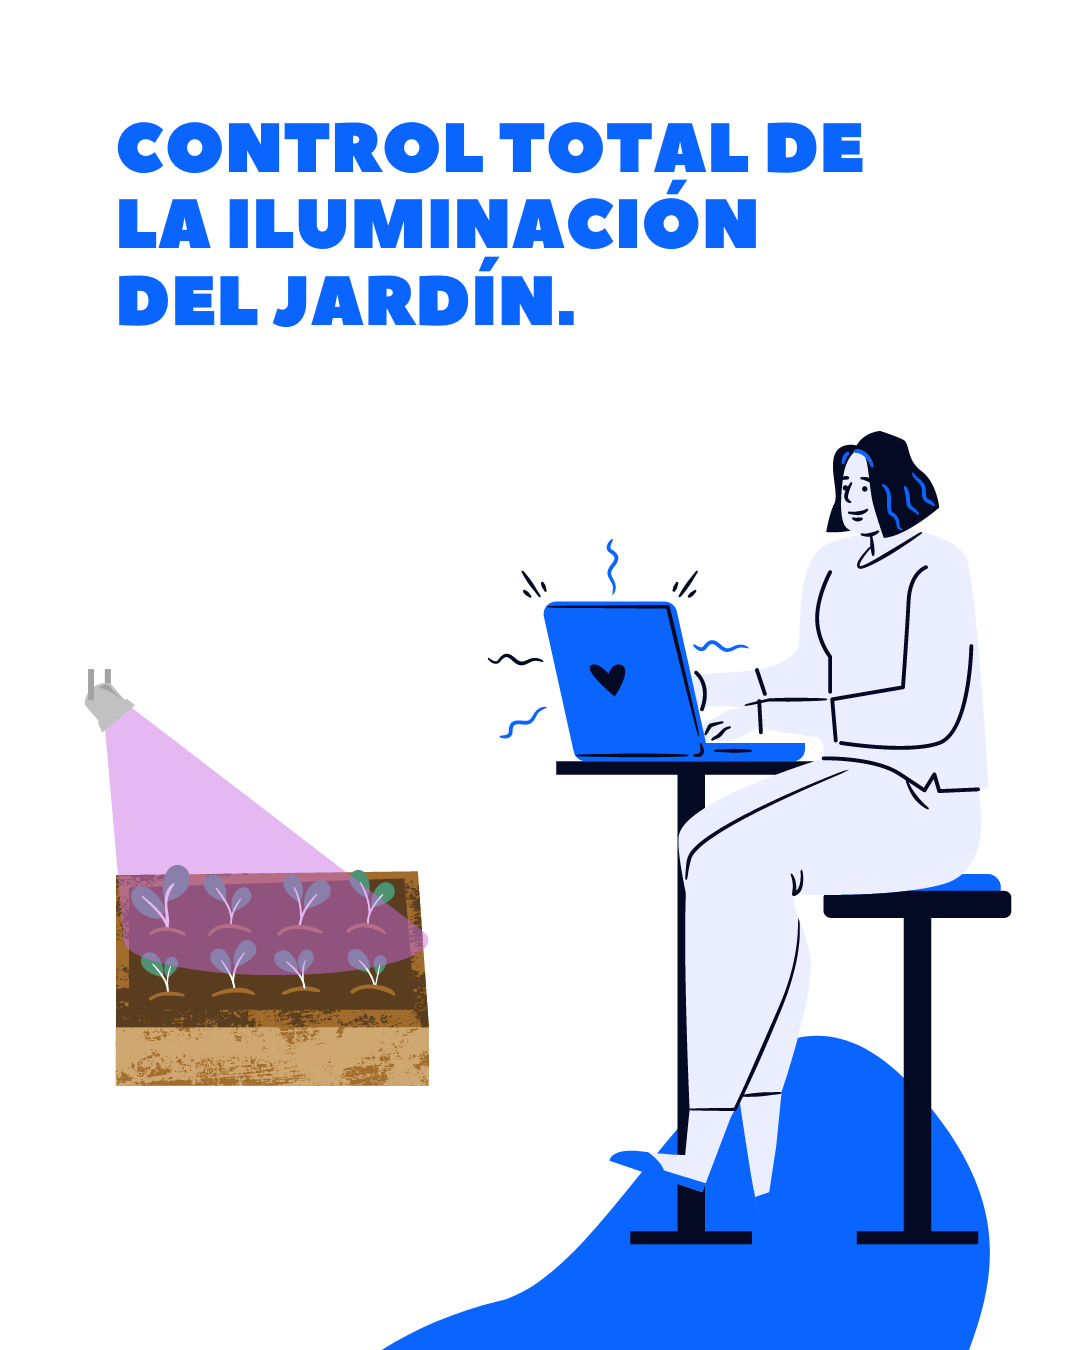 CONTROL TOTAL DE
LA ILUMINACIÓN
DEL JARDÍN.